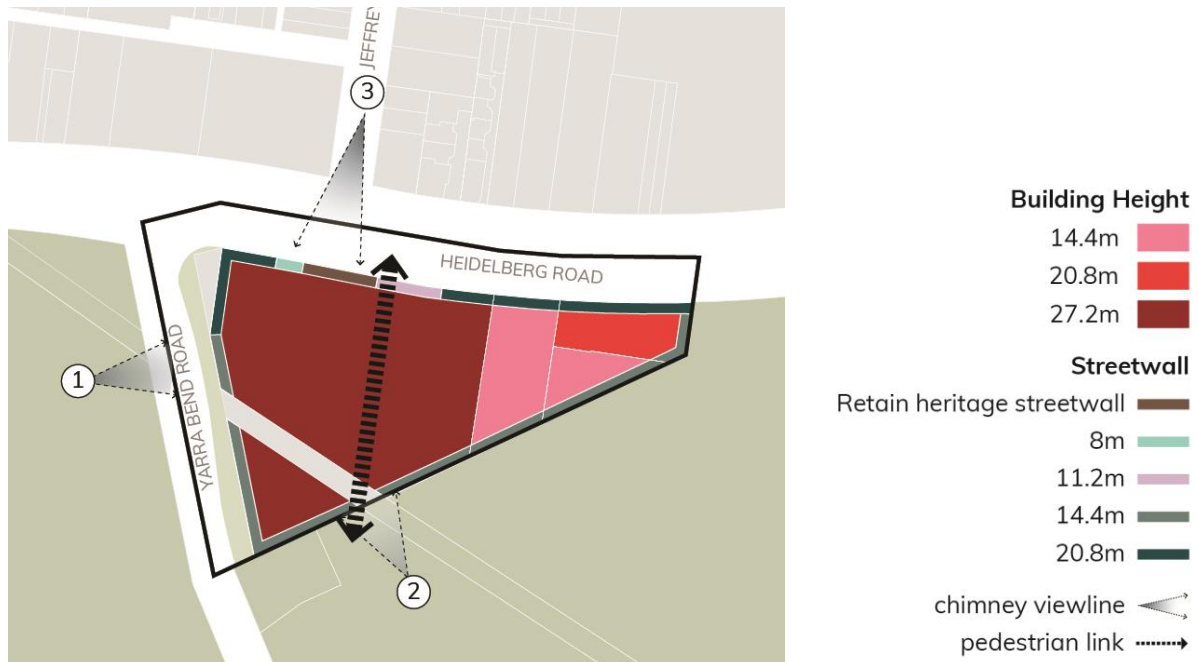 JEFFREY
3
HEIDELBERG ROAD
1
YARRA BEND ROAD
2
Building Height
14.4m
20.8m
27.2m
Streetwall
Retain heritage streetwall
8m
11.2m
14.4m
20.8m
chimney viewline
pedestrian link